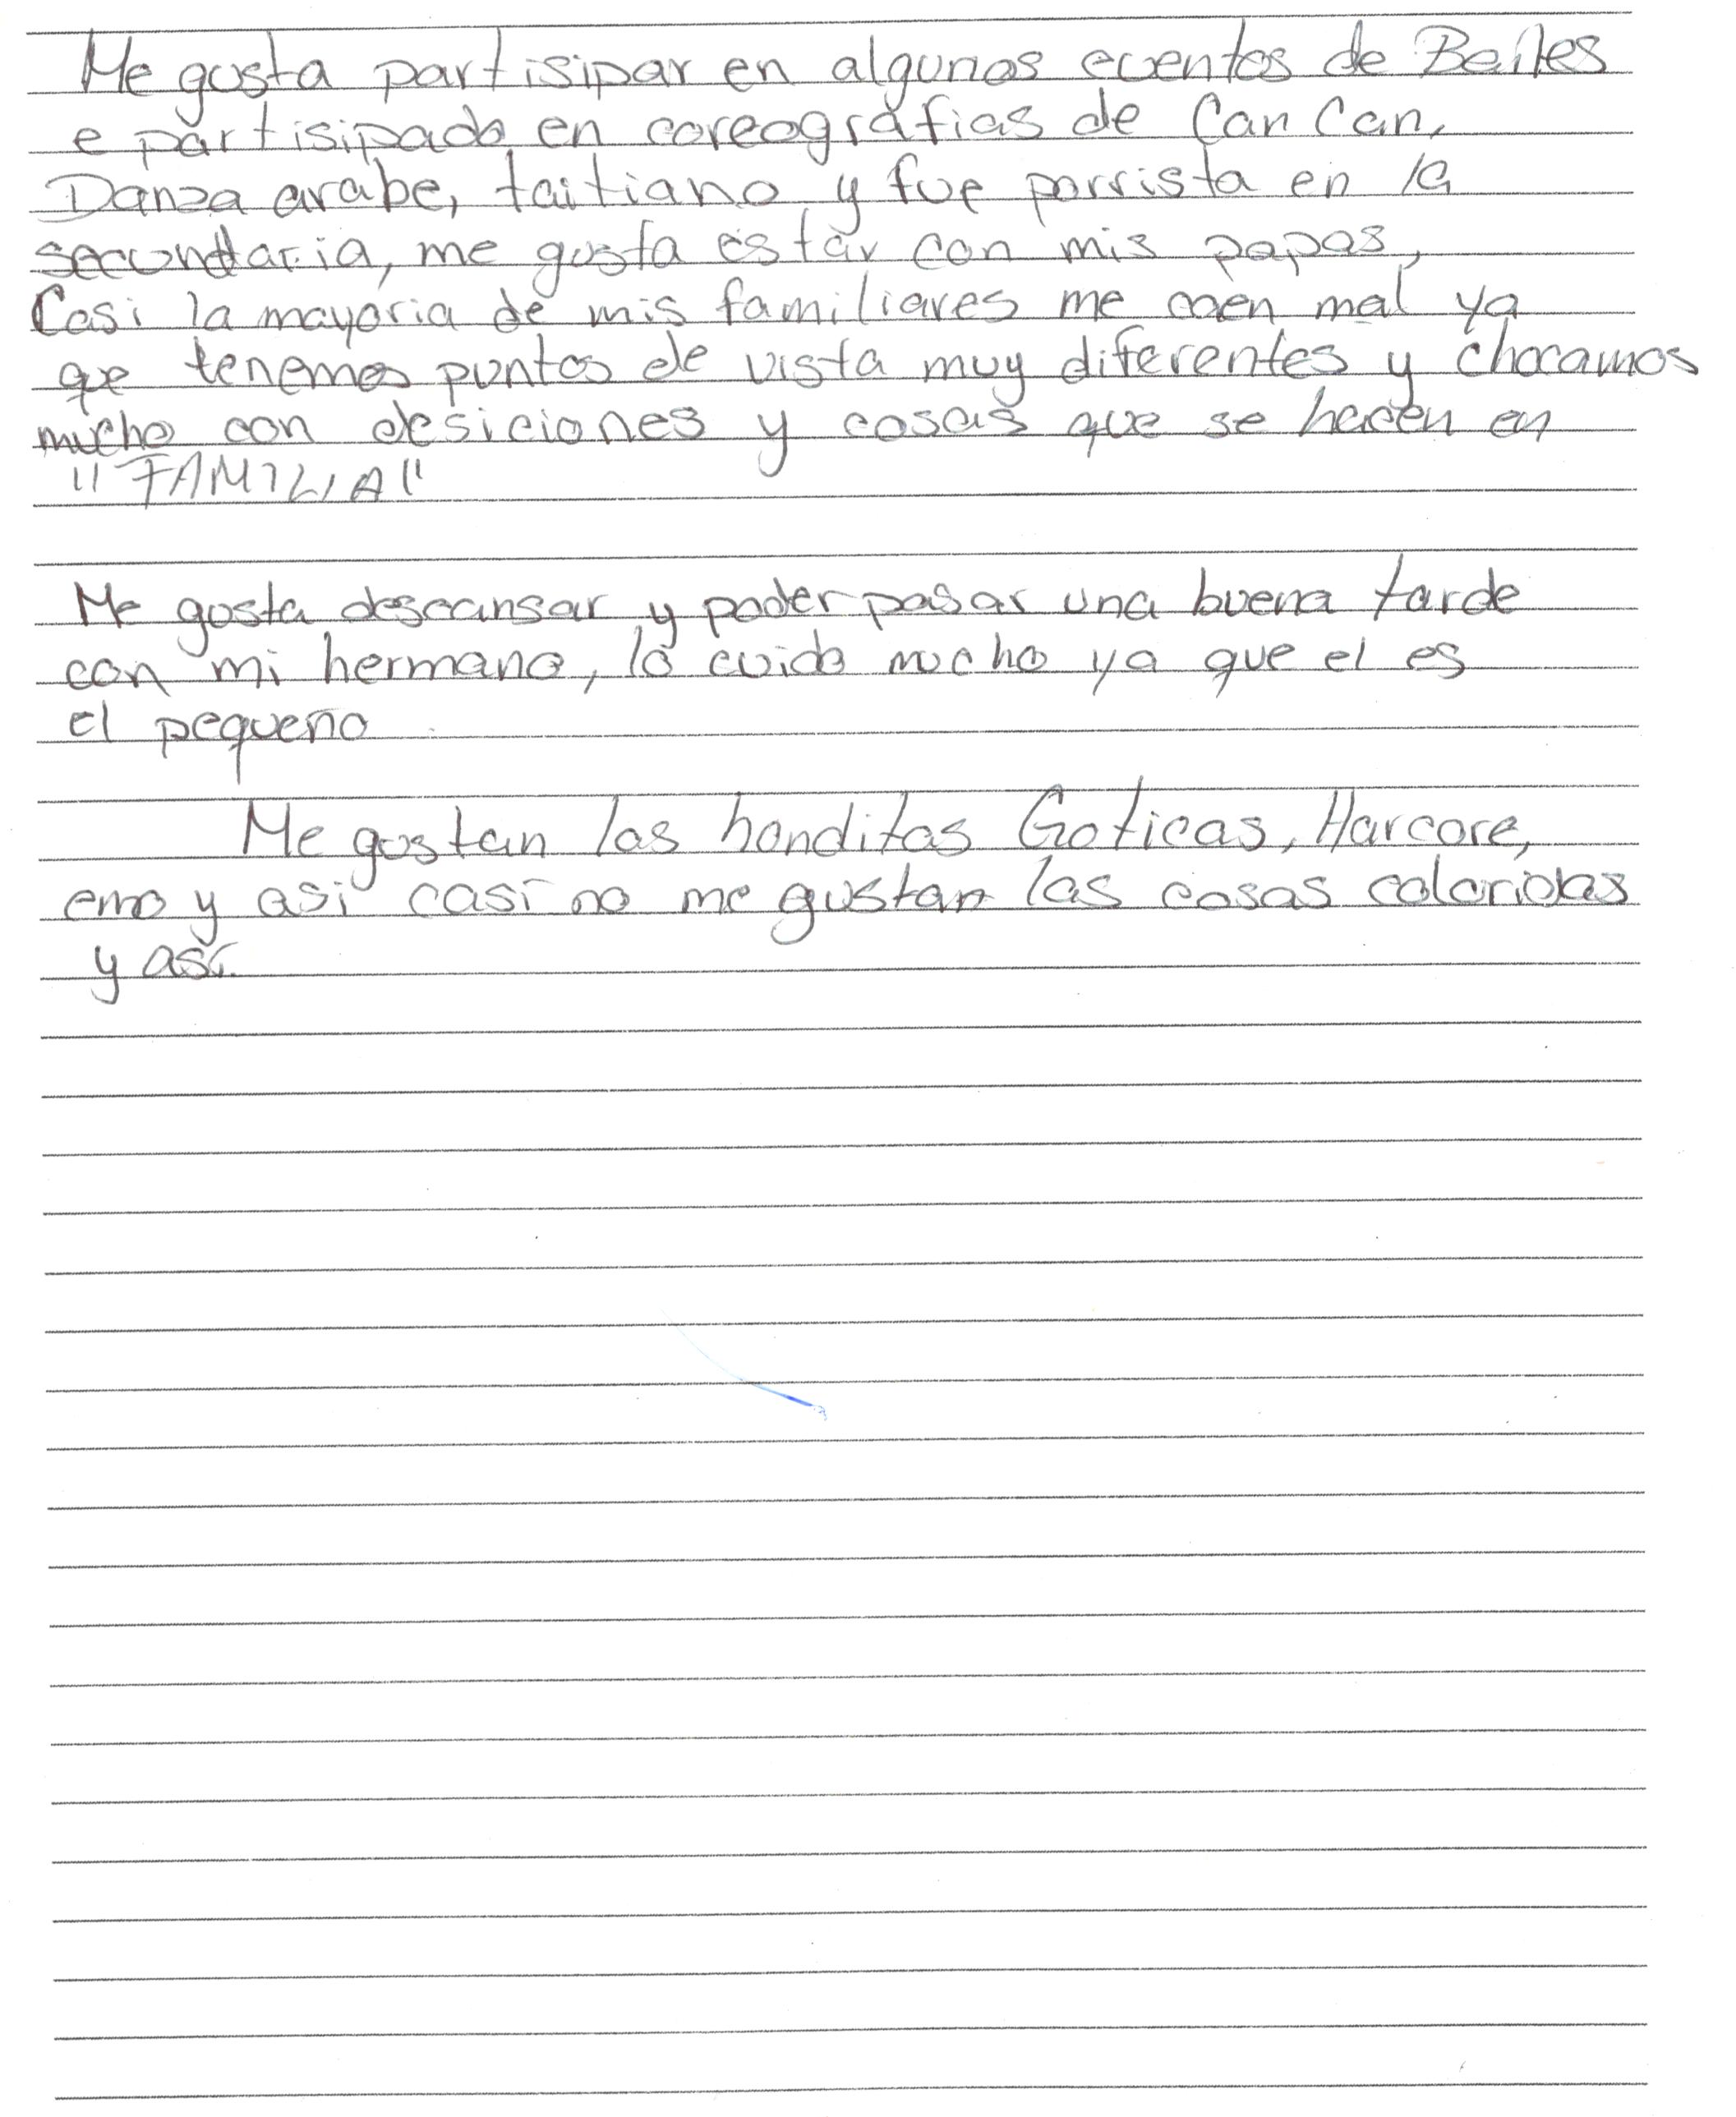 Me gusta partisipar en algunos eventos de Bailes
e partisipado en coreografias de Can Can,
Danza arabe, taitiano y fue porrista en la
secundaria, me gusta estar con mis papas,
Casi la mayoria de mis familiares me caen mal ya
que tenemos puntos de vista muy diferentes y chocamos
mucho con desiciones y cosas que se hacen en
"FAMILIA"
Me gusta descansar y poder pasar una buena tarde
con mi hermano, lo cuido mucho ya que el es
el pequeño
Me gustan las bonditas Goticas, Harcore,
emo y asi casi no me gustan las cosas coloridas
y así.